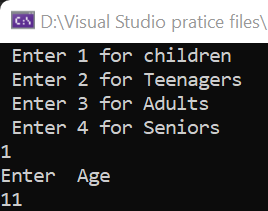 D:\Visual Studio pratice files\
Enter 1 for children
Enter 2 for Teenagers
Enter 3 for Adults
Enter 4 for Seniors
1
Enter  Age
11